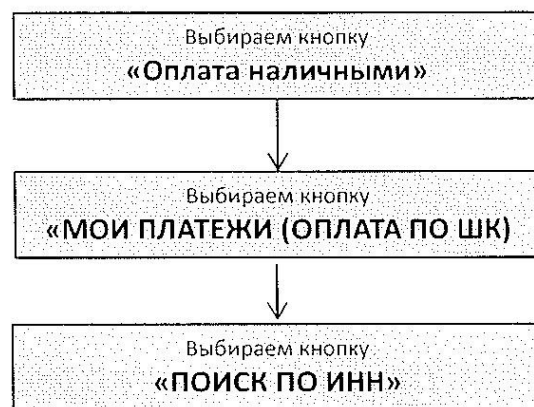 Выбираем кнопку
«Оплата наличными»
Выбираем кнопку
«МОИ ПЛАТЕЖИ (ОПЛАТА ПО ШК)
Выбираем кнопку
«ПОИСК ПО ИНН»